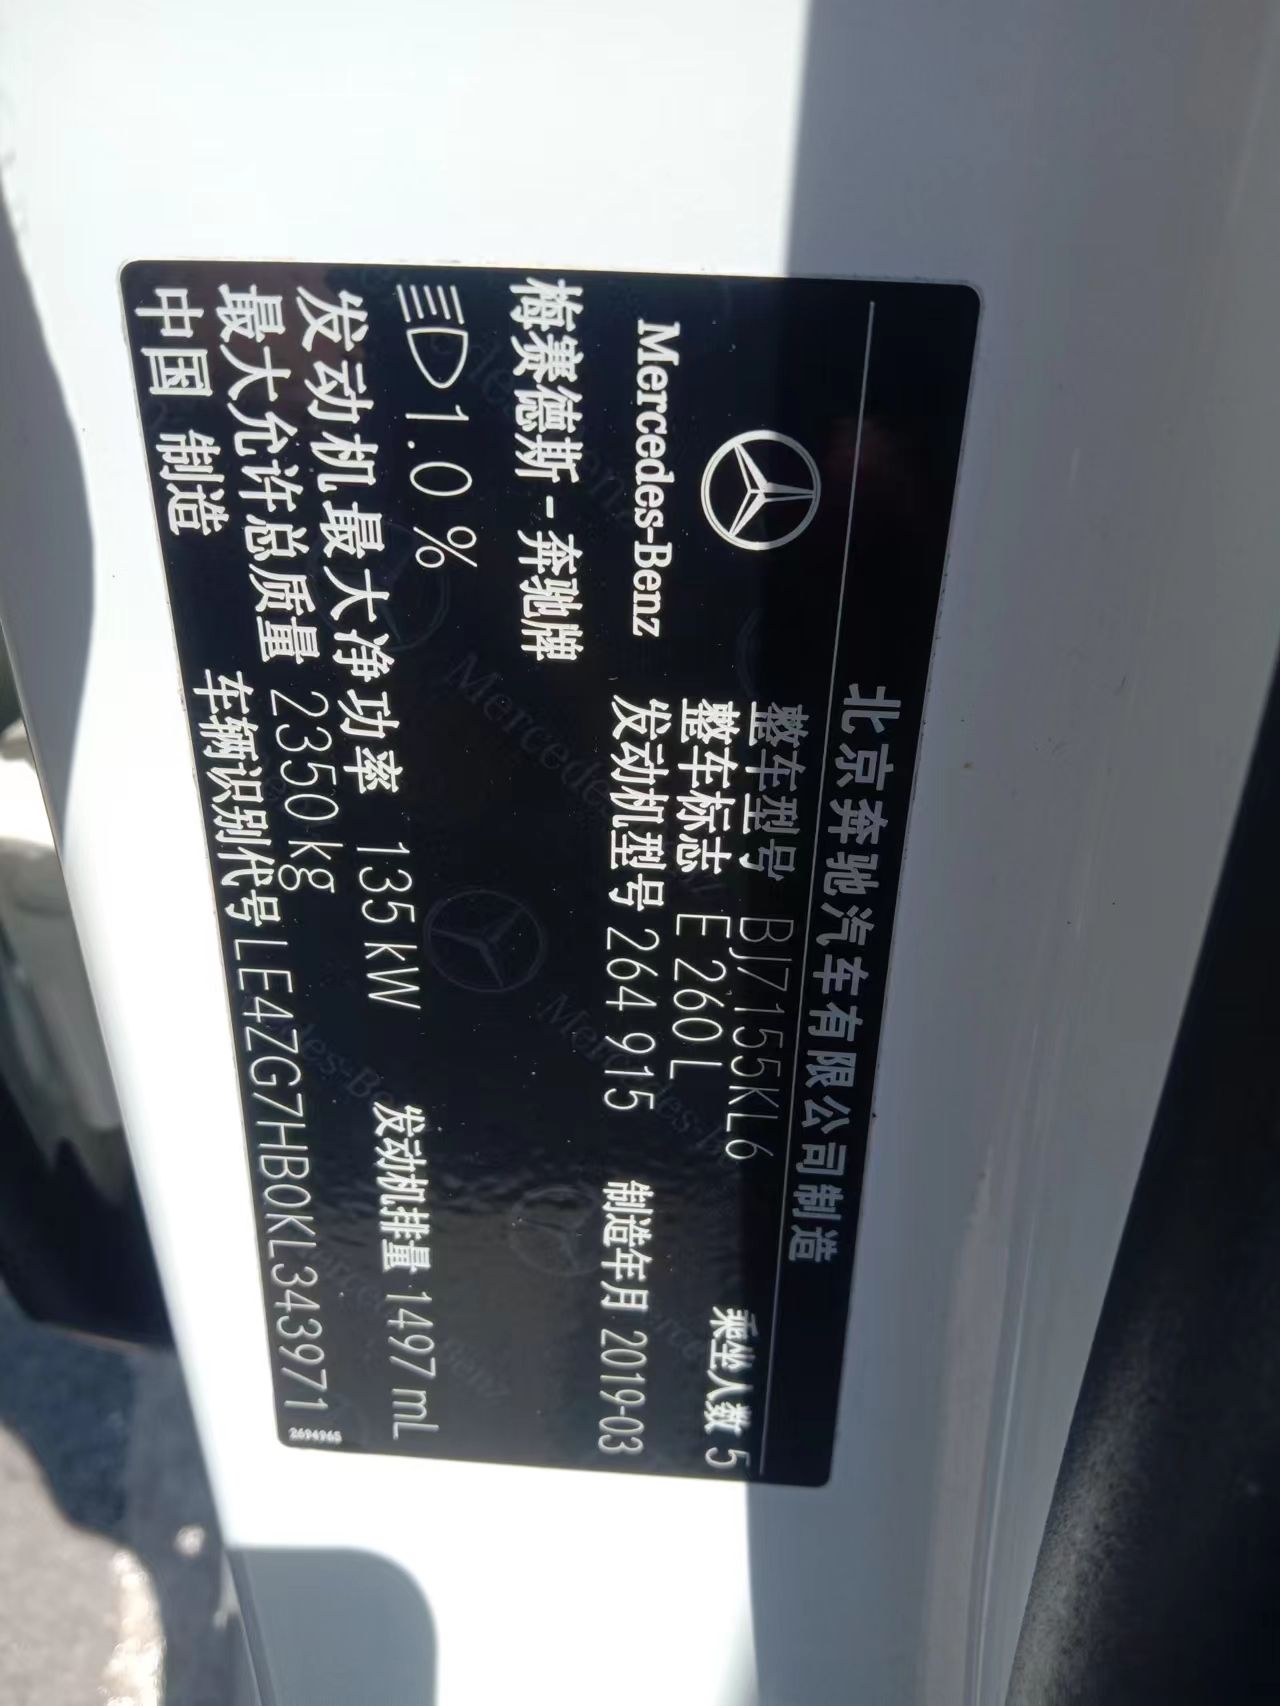 北京奔驰汽车有限公司制造
整车型号 BJ7155KL6 乘坐人数 5
整车标志 E 260 L
Mercedes-Benz 发动机型号 264 915 制造年月 2019-03
梅赛德斯-奔驰牌
1.0 %
发动机最大净功率 135 kW 发动机排量 1497 mL
最大允许总质量 2350 kg
中国 制造 车辆识别代号 LE4ZG7HB0KL343971 2694965